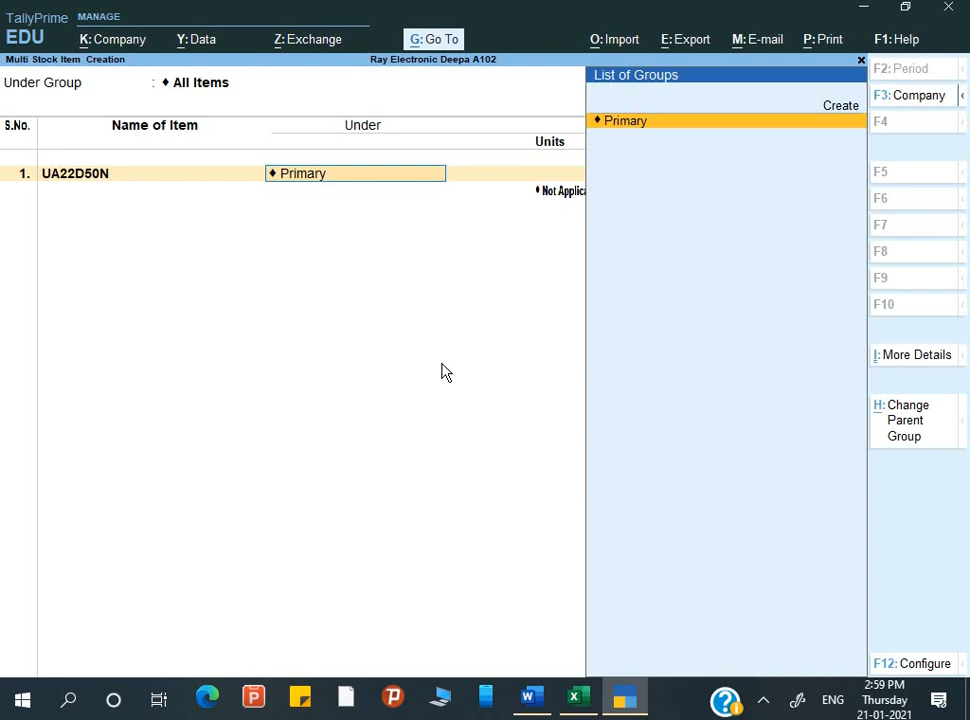 TallyPrime MANAGE
EDU K: Company Y: Data Z: Exchange G: Go To O: Import E: Export M: E-mail P: Print F1: Help
Multi Stock Item Creation Ray Electronic Deepa A102
Under Group : ♦ All Items
List of Groups
Create
♦ Primary
S.No. Name of Item Under
Units
1. UA22D50N ♦ Primary
♦ Not Applica
F2: Period
F3: Company
F4
F5
F6
F7
F8
F9
F10
I: More Details
H: Change
Parent
Group
F12: Configure
ENG
2:59 PM
Thursday
21-01-2021